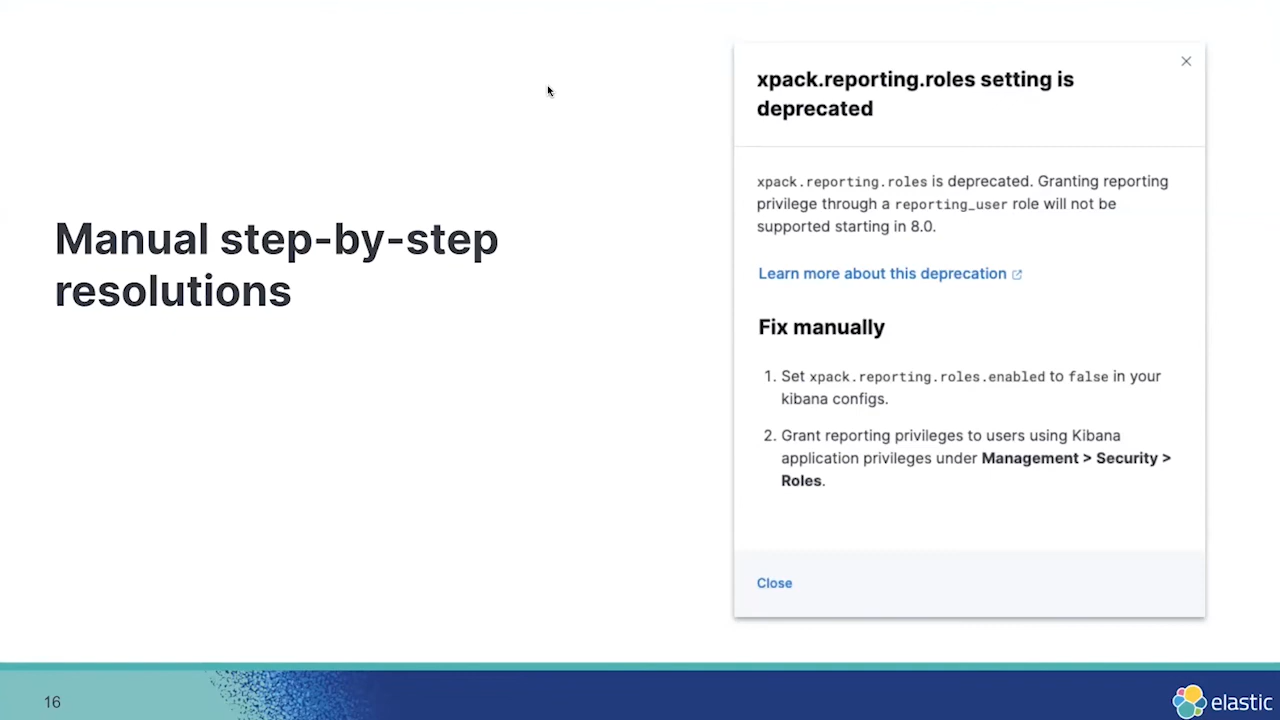 Manual step-by-step
resolutions
xpack.reporting.roles setting is
deprecated
xpack.reporting.roles is deprecated. Granting reporting
privilege through a reporting_user role will not be
supported starting in 8.0.
Learn more about this deprecation
Fix manually
1. Set xpack.reporting.roles.enabled to false in your
kibana configs.
2. Grant reporting privileges to users using Kibana
application privileges under Management > Security >
Roles.
Close
16
elastic